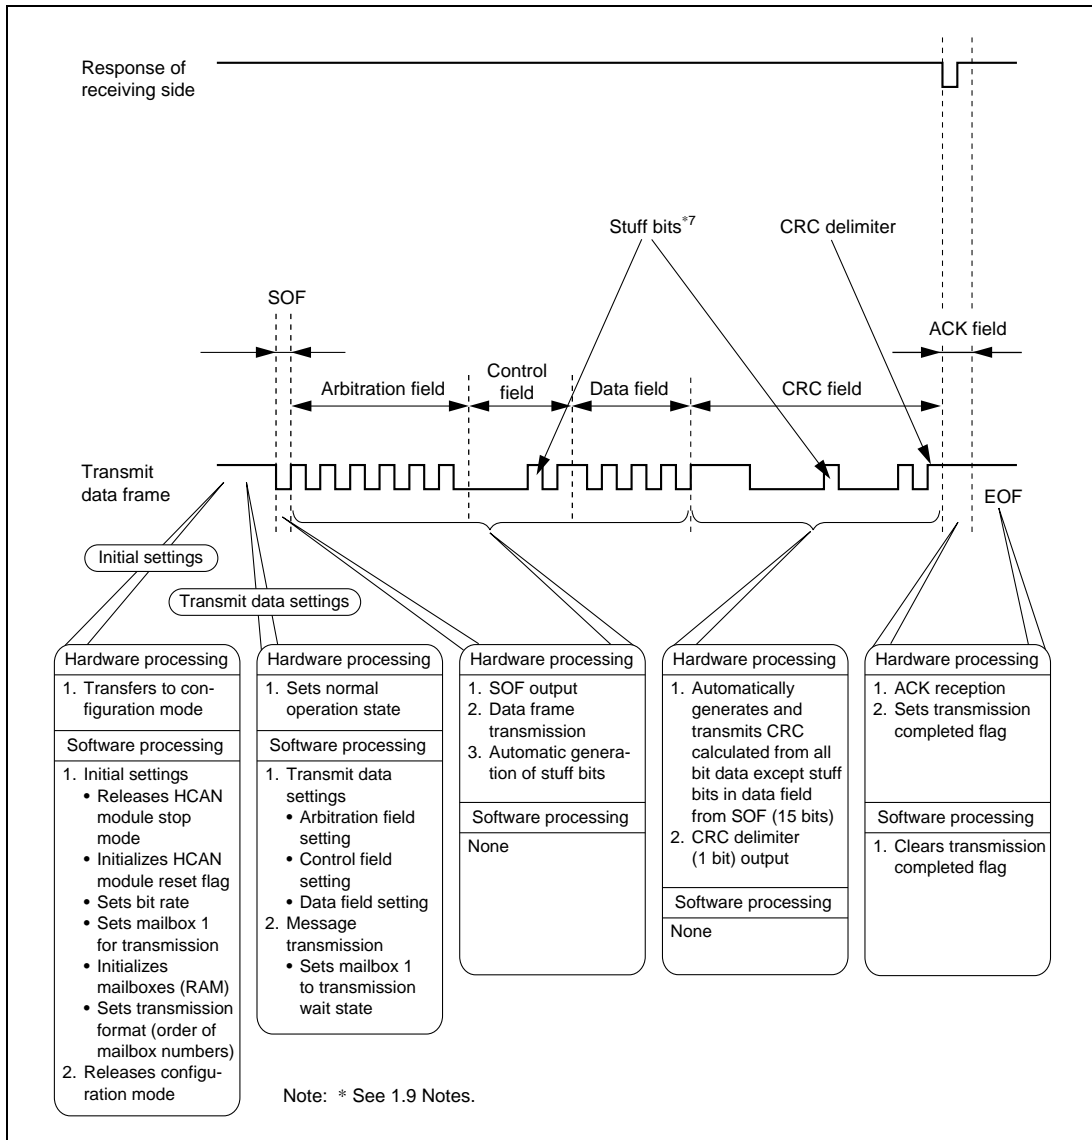 Response of
receiving side
Stuff bits*7
CRC delimiter
SOF
ACK field
Arbitration field
Control
field
Data field
CRC field
Transmit
data frame
EOF
Initial settings
Transmit data settings
Hardware processing
1. Transfers to con-
figuration mode
Software processing
1. Initial settings
• Releases HCAN
module stop
mode
• Initializes HCAN
module reset flag
• Sets bit rate
• Sets mailbox 1
for transmission
• Initializes
mailboxes (RAM)
• Sets transmission
format (order of
mailbox numbers)
2. Releases configu-
ration mode
Hardware processing
1. Sets normal
operation state
Software processing
1. Transmit data
settings
• Arbitration field
setting
• Control field
setting
• Data field setting
2. Message
transmission
• Sets mailbox 1
to transmission
wait state
Hardware processing
1. SOF output
2. Data frame
transmission
3. Automatic genera-
tion of stuff bits
Software processing
None
Hardware processing
1. Automatically
generates and
transmits CRC
calculated from all
bit data except stuff
bits in data field
from SOF (15 bits)
2. CRC delimiter
(1 bit) output
Software processing
None
Hardware processing
1. ACK reception
2. Sets transmission
completed flag
Software processing
1. Clears transmission
completed flag
Note: * See 1.9 Notes.